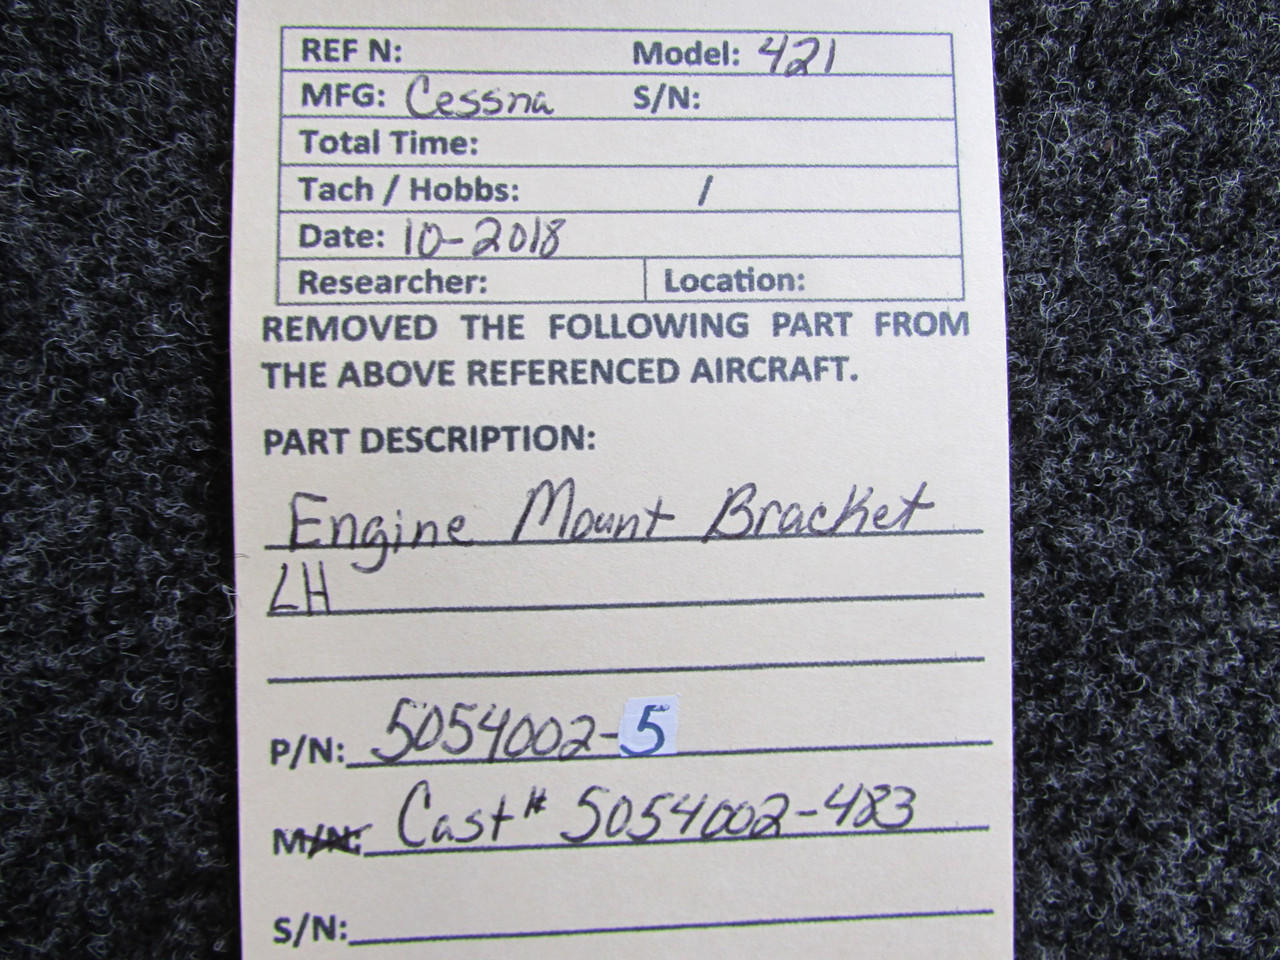 REF N: Model: 421
MFG: Cessna S/N:
Total Time:
Tach / Hobbs: /
Date: 10-2018
Researcher: Location:
REMOVED THE FOLLOWING PART FROM
THE ABOVE REFERENCED AIRCRAFT.
PART DESCRIPTION:
Engine Mount Bracket
LH
P/N: 5054002-5
M/N: Cast# 5054002-483
S/N: